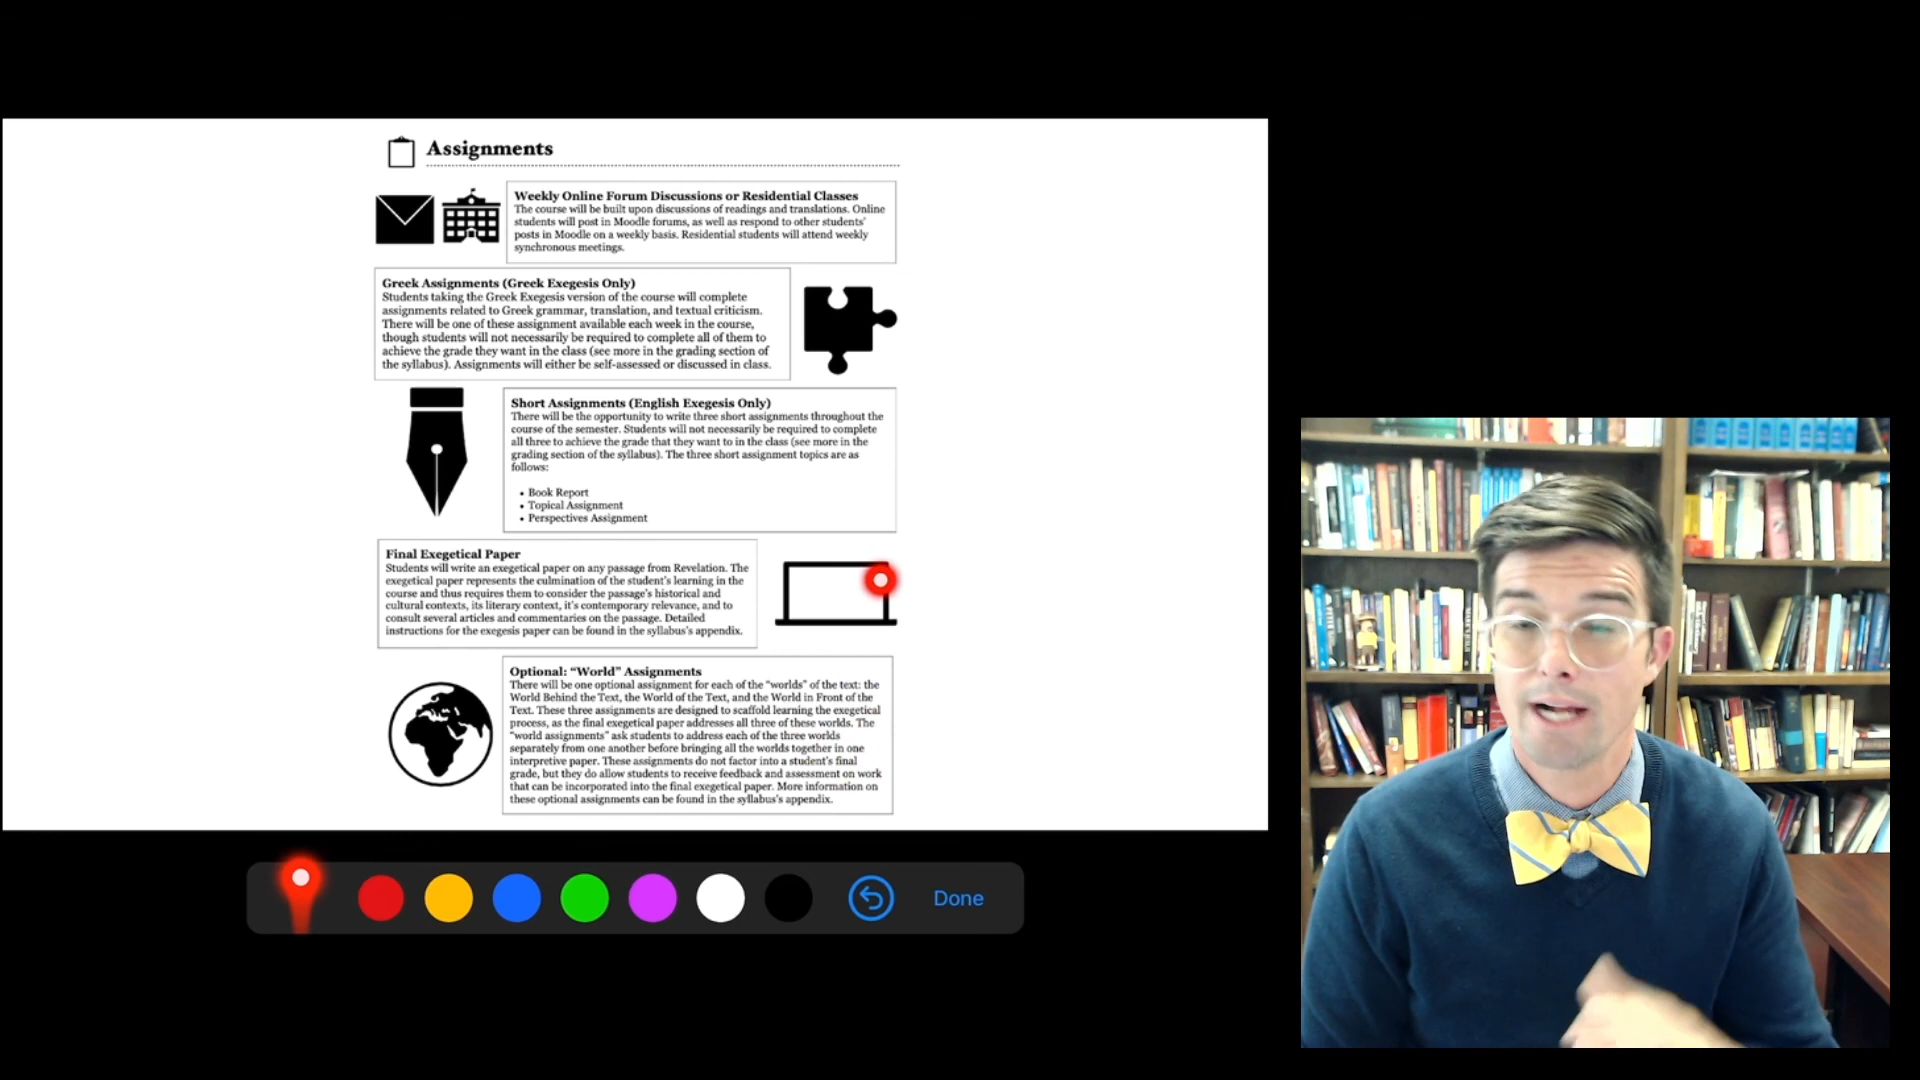 Assignments
Weekly Online Forum Discussions or Residential Classes
The course will be built upon discussions of readings and translations. Online
students will post in Moodle forums, as well as respond to other students'
posts in Moodle on a weekly basis. Residential students will attend weekly
synchronous meetings.
Greek Assignments (Greek Exegesis Only)
Students taking the Greek Exegesis version of the course will complete
assignments related to Greek grammar, translation, and textual criticism.
There will be one of these assignment available each week in the course,
though students will not necessarily be required to complete all of them to
achieve the grade they want in the class (see more in the grading section of
the syllabus). Assignments will either be self-assessed or discussed in class.
Short Assignments (English Exegesis Only)
There will be the opportunity to write three short assignments throughout the
course of the semester. Students will not necessarily be required to complete
all three to achieve the grade that they want to in the class (see more in the
grading section of the syllabus). The three short assignment topics are as
follows:
• Book Report
• Topical Assignment
• Perspectives Assignment
Final Exegetical Paper
Students will write an exegetical paper on any passage from Revelation. The
exegetical paper represents the culmination of the student's learning in the
course and thus requires them to consider the passage's historical and
cultural contexts, its literary context, it's contemporary relevance, and to
consult several articles and commentaries on the passage. Detailed
instructions for the exegesis paper can be found in the syllabus's appendix.
Optional: “World” Assignments
There will be one optional assignment for each of the “worlds” of the text: the
World Behind the Text, the World of the Text, and the World in Front of the
Text. These three assignments are designed to scaffold learning the exegetical
process, as the final exegetical paper addresses all three of these worlds. The
“world assignments” ask students to address each of the three worlds
separately from one another before bringing all the worlds together in one
interpretive paper. These assignments do not factor into a student's final
grade, but they do allow students to receive feedback and assessment on work
that can be incorporated into the final exegetical paper. More information on
these optional assignments can be found in the syllabus's appendix.
Done